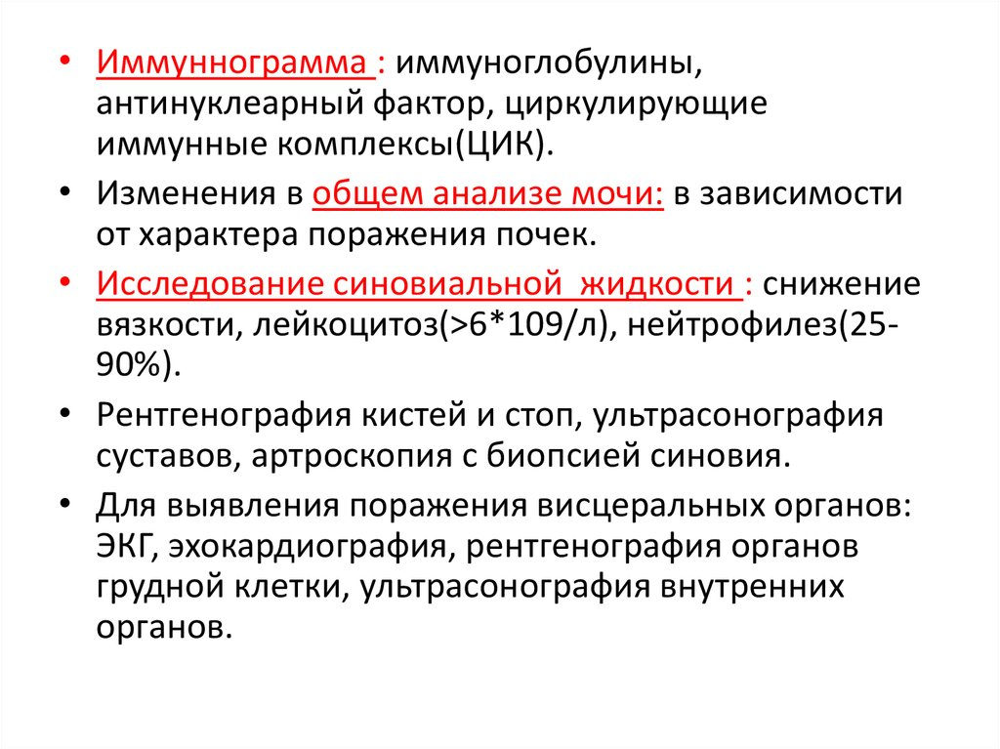 • Иммуннограмма : иммуноглобулины,
антинуклеарный фактор, циркулирующие
иммунные комплексы(ЦИК).
• Изменения в общем анализе мочи: в зависимости
от характера поражения почек.
• Исследование синовиальной  жидкости : снижение
вязкости, лейкоцитоз(>6*109/л), нейтрофилез(25-
90%).
• Рентгенография кистей и стоп, ультрасонография
суставов, артроскопия с биопсией синовия.
• Для выявления поражения висцеральных органов:
ЭКГ, эхокардиография, рентгенография органов
грудной клетки, ультрасонография внутренних
органов.